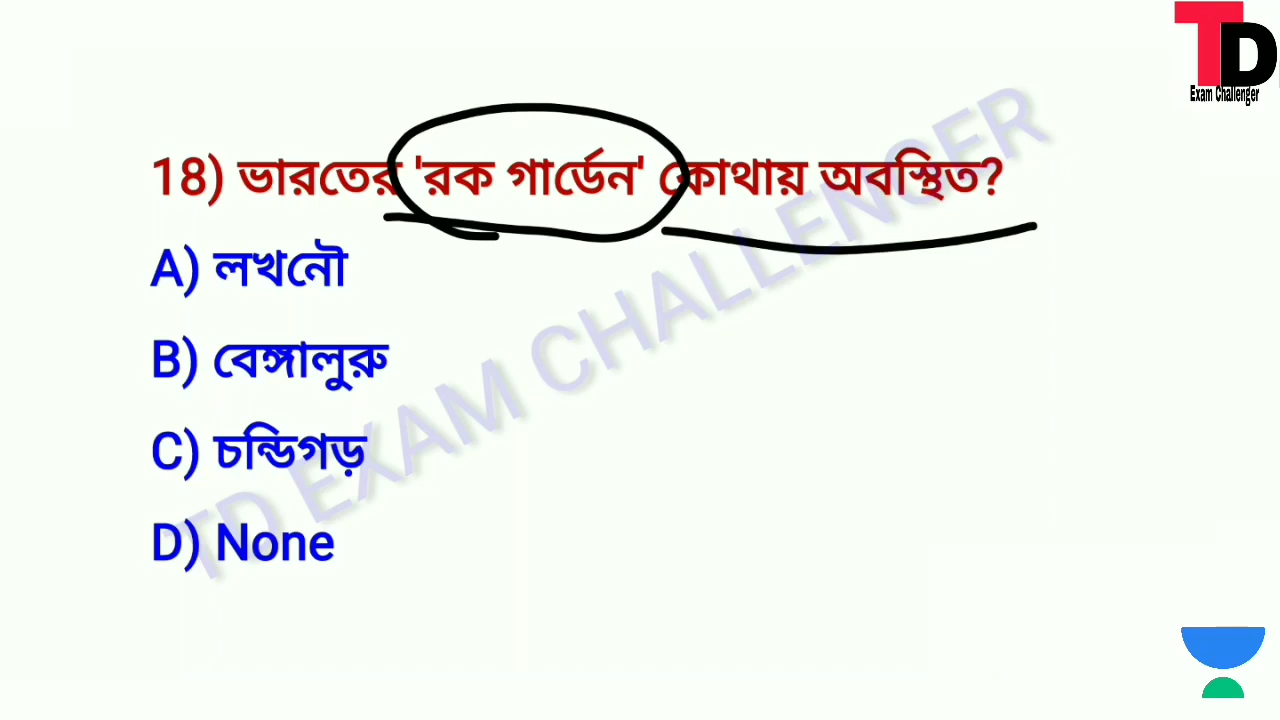 TD
Exam Challenger
18) ভারতের 'রক গার্ডেন' কোথায় অবস্থিত?
A) লখনৌ
B) বেঙ্গালুরু
C) চন্ডিগড়
D) None
TD EXAM CHALLENGER